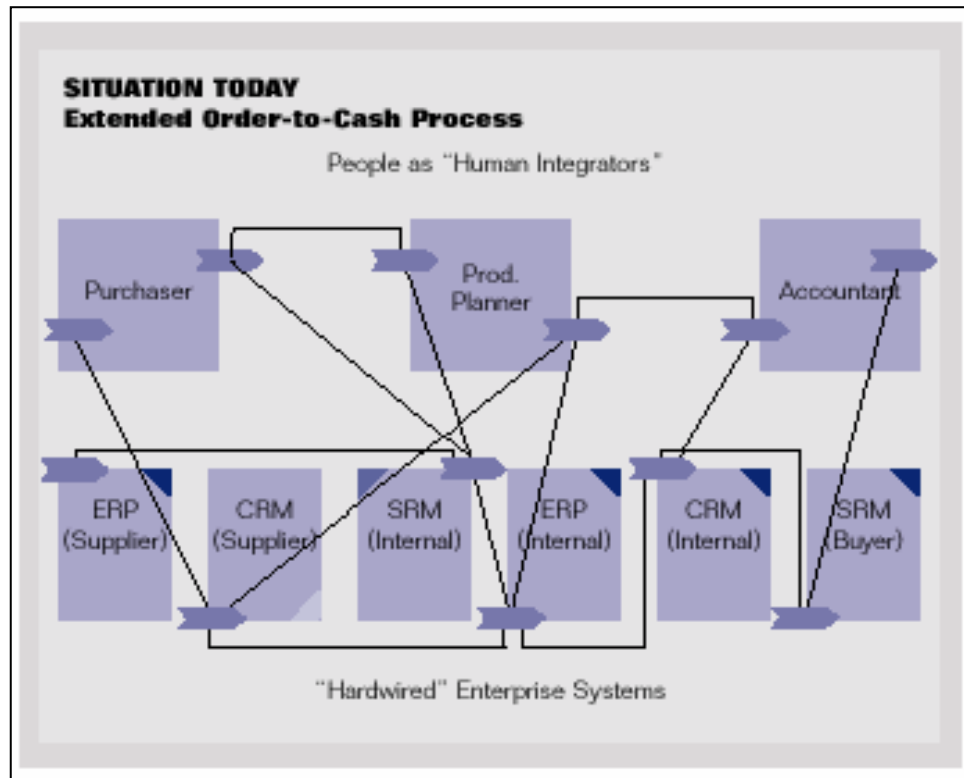 SITUATION TODAY
Extended Order-to-Cash Process
People as “Human Integrators”
Purchaser
Prod.
Planner
Accountant
ERP
(Supplier)
CRM
(Supplier)
SRM
(Internal)
ERP
(Internal)
CRM
(Internal)
SRM
(Buyer)
“Hardwired” Enterprise Systems